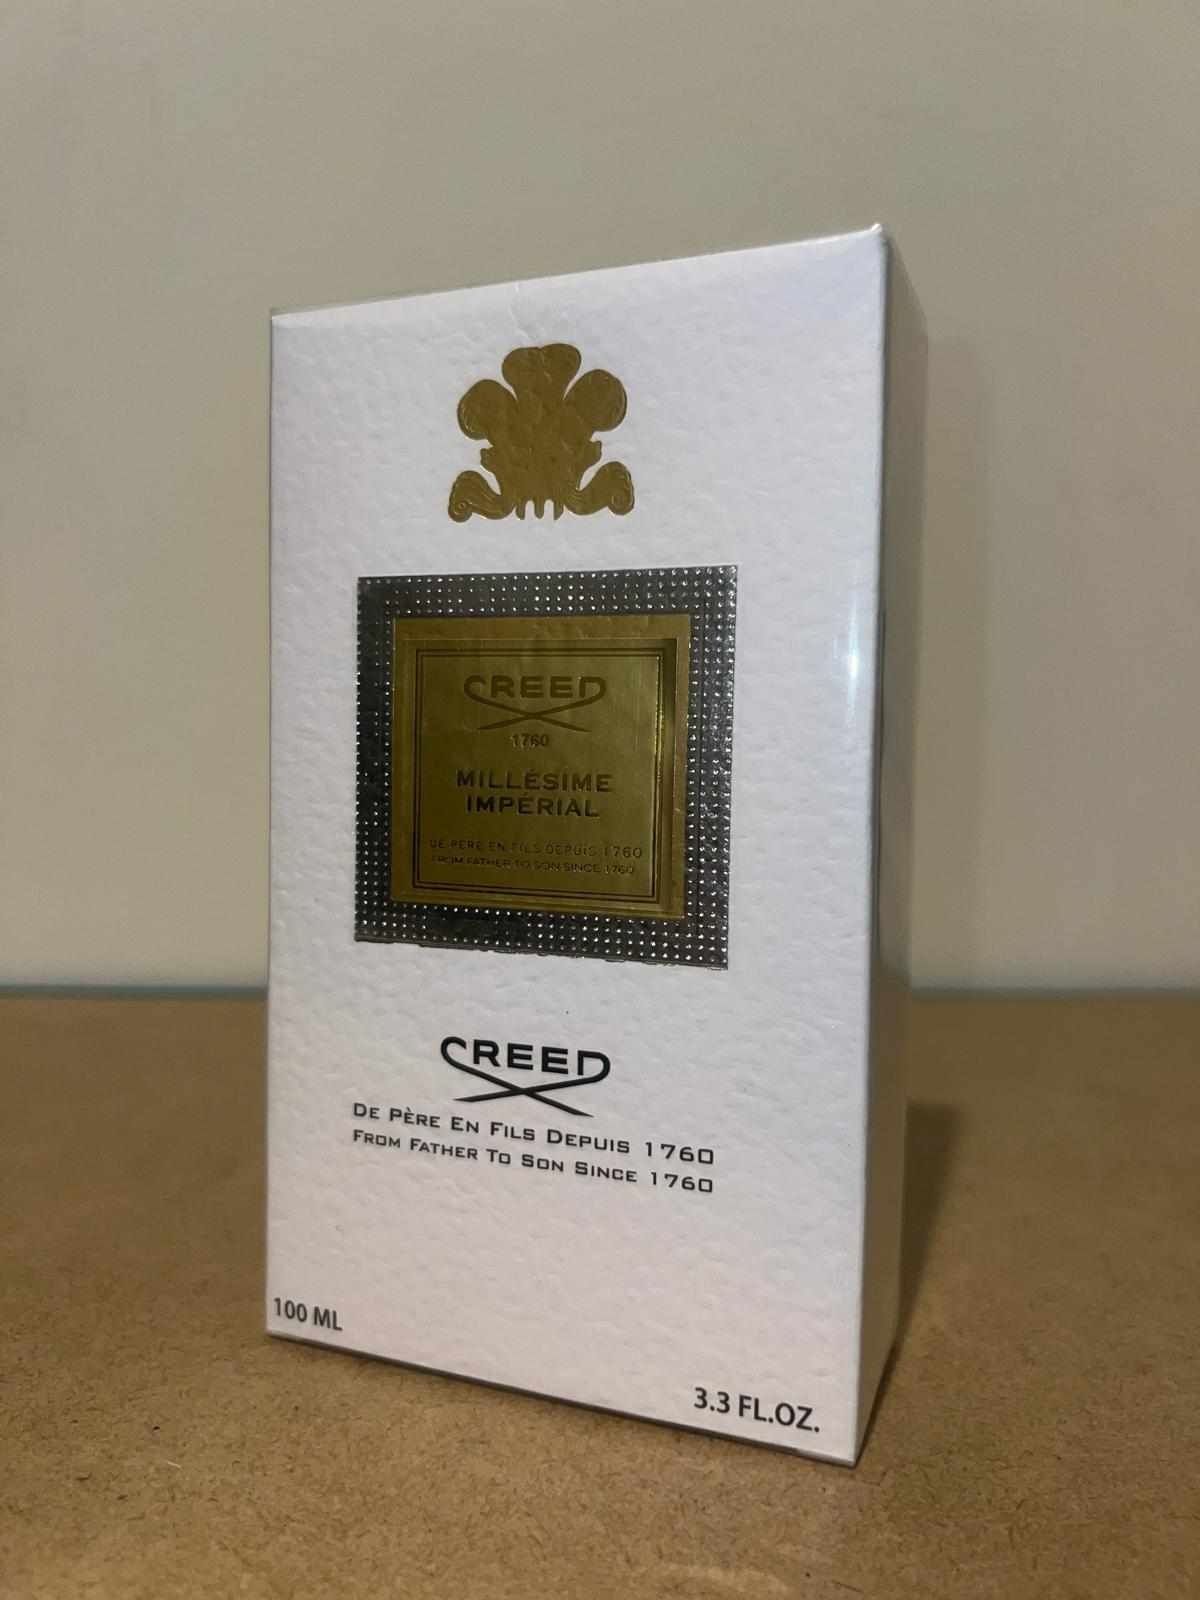 CREED
1760
MILLÉSIME
IMPÉRIAL
DE PÈRE EN FILS DEPUIS 1760
FROM FATHER TO SON SINCE 1760
CREED
DE PÈRE EN FILS DEPUIS 1760
FROM FATHER TO SON SINCE 1760
100 ML
3.3 FL.OZ.